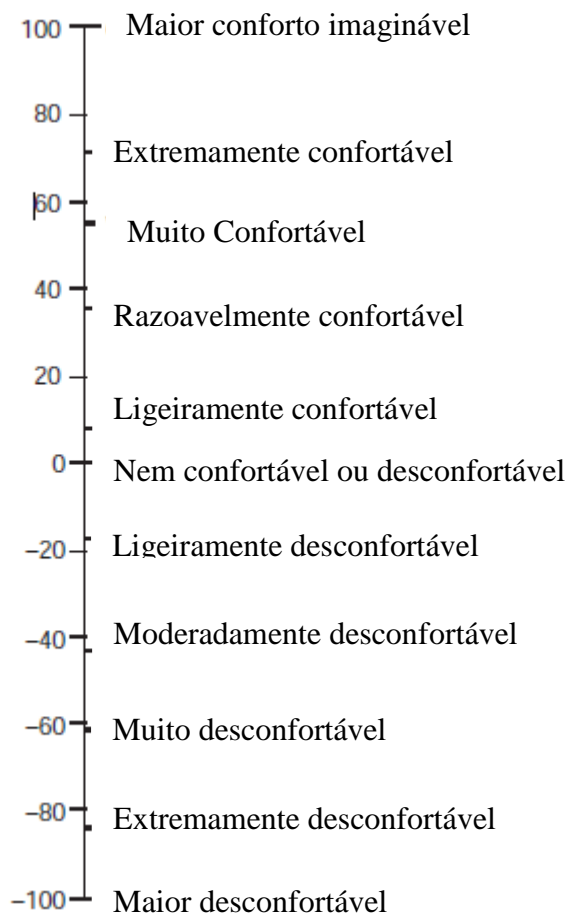 100 Maior conforto imaginável
80
Extremamente confortável
60
Muito Confortável
40
Razoavelmente confortável
20
Ligeiramente confortável
0 Nem confortável ou desconfortável
−20 Ligeiramente desconfortável
−40 Moderadamente desconfortável
−60 Muito desconfortável
−80 Extremamente desconfortável
−100 Maior desconfortável